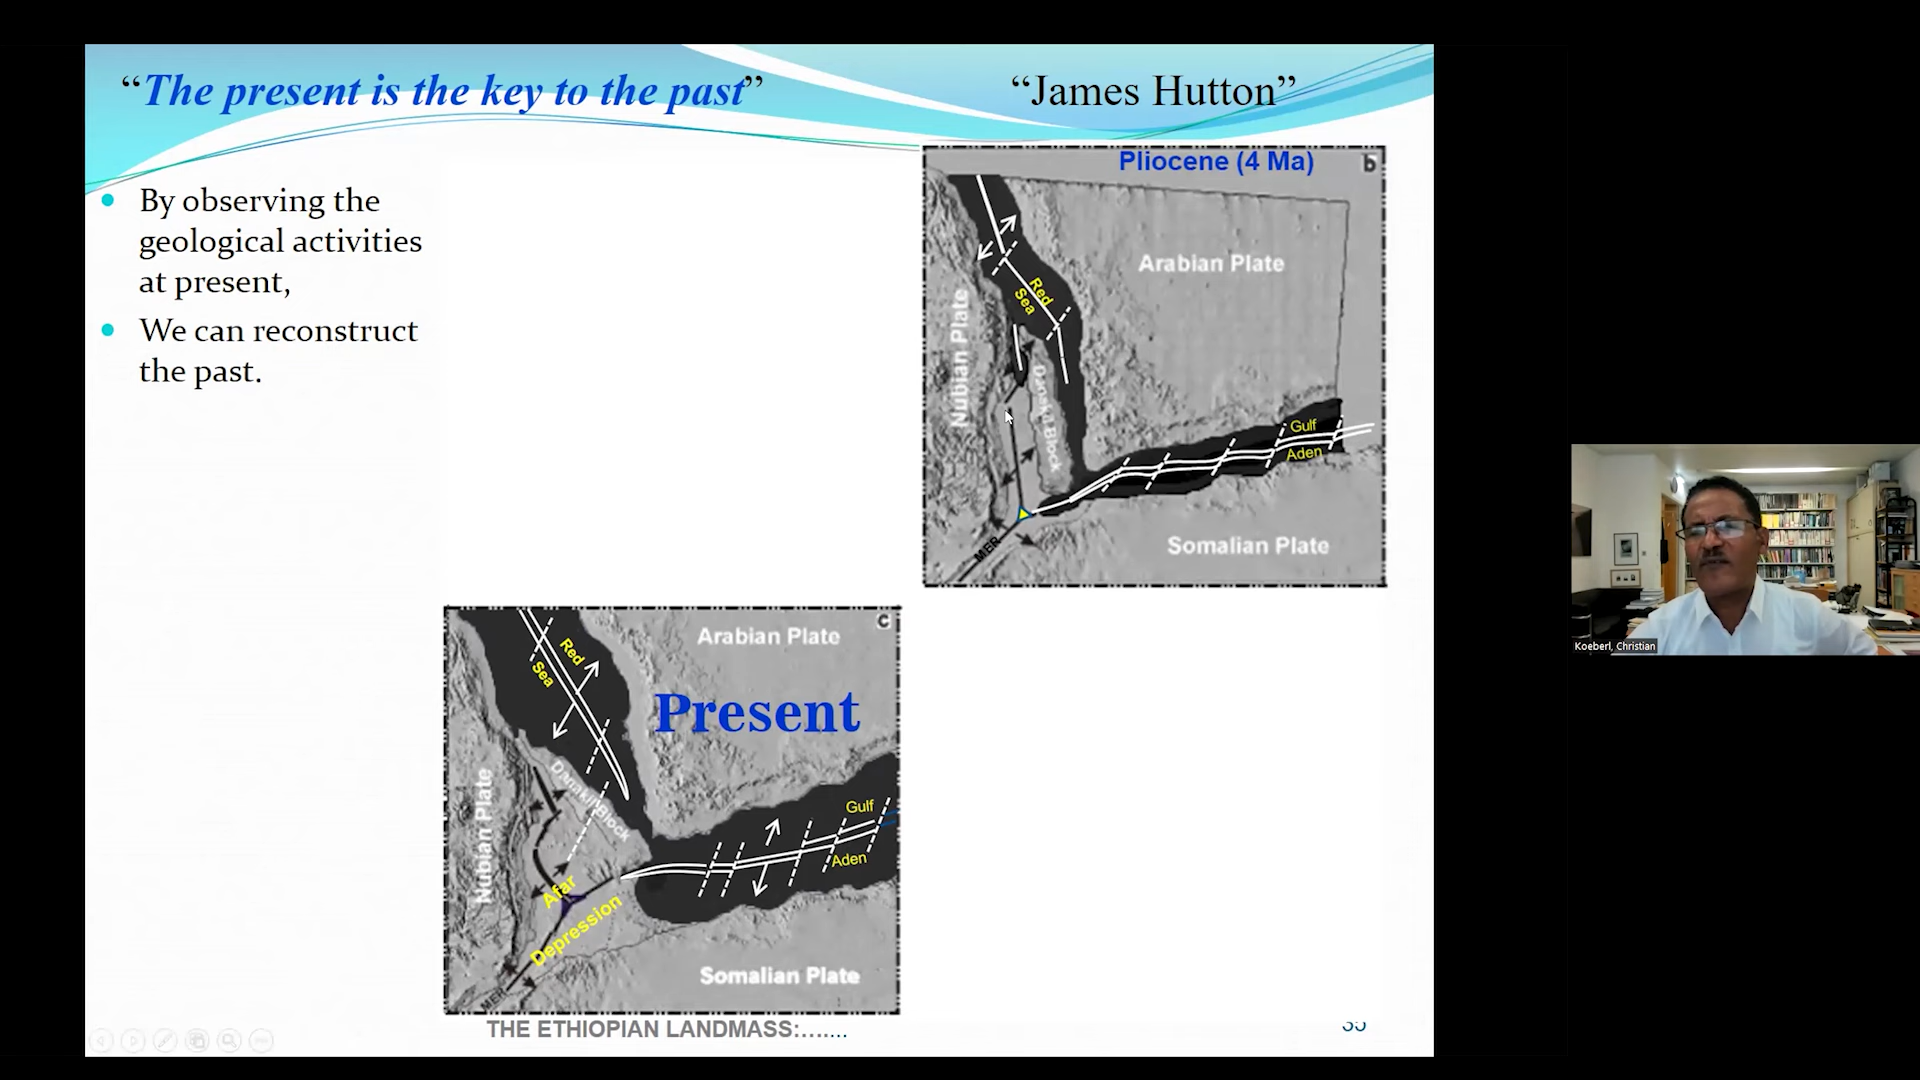 “The present is the key to the past”
“James Hutton”
By observing the
geological activities
at present,
We can reconstruct
the past.
Pliocene (4 Ma)
b
Arabian Plate
Red
Sea
Nubian Plate
Danakil Block
Gulf
Aden
MER
Somalian Plate
c
Arabian Plate
Red
Sea
Present
Danakil Block
Nubian Plate
Gulf
Aden
Afar
Depression
Somalian Plate
MER
THE ETHIOPIAN LANDMASS:.......
35
Koeberl, Christian